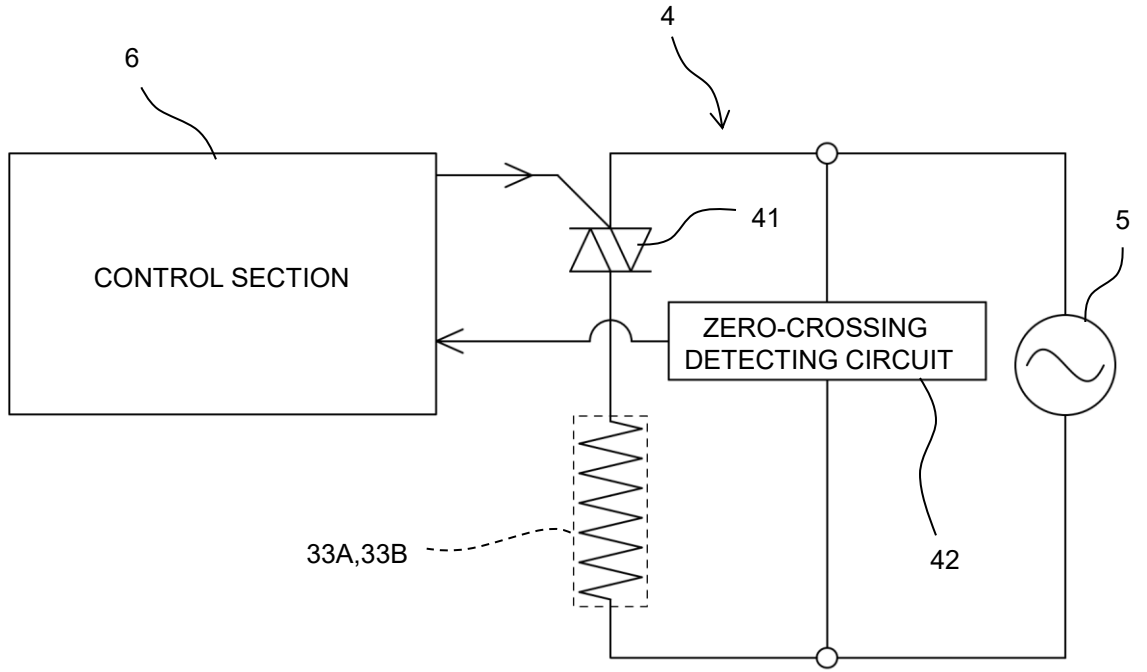 4
6
41
5
CONTROL SECTION
ZERO-CROSSING
DETECTING CIRCUIT
33A,33B
42